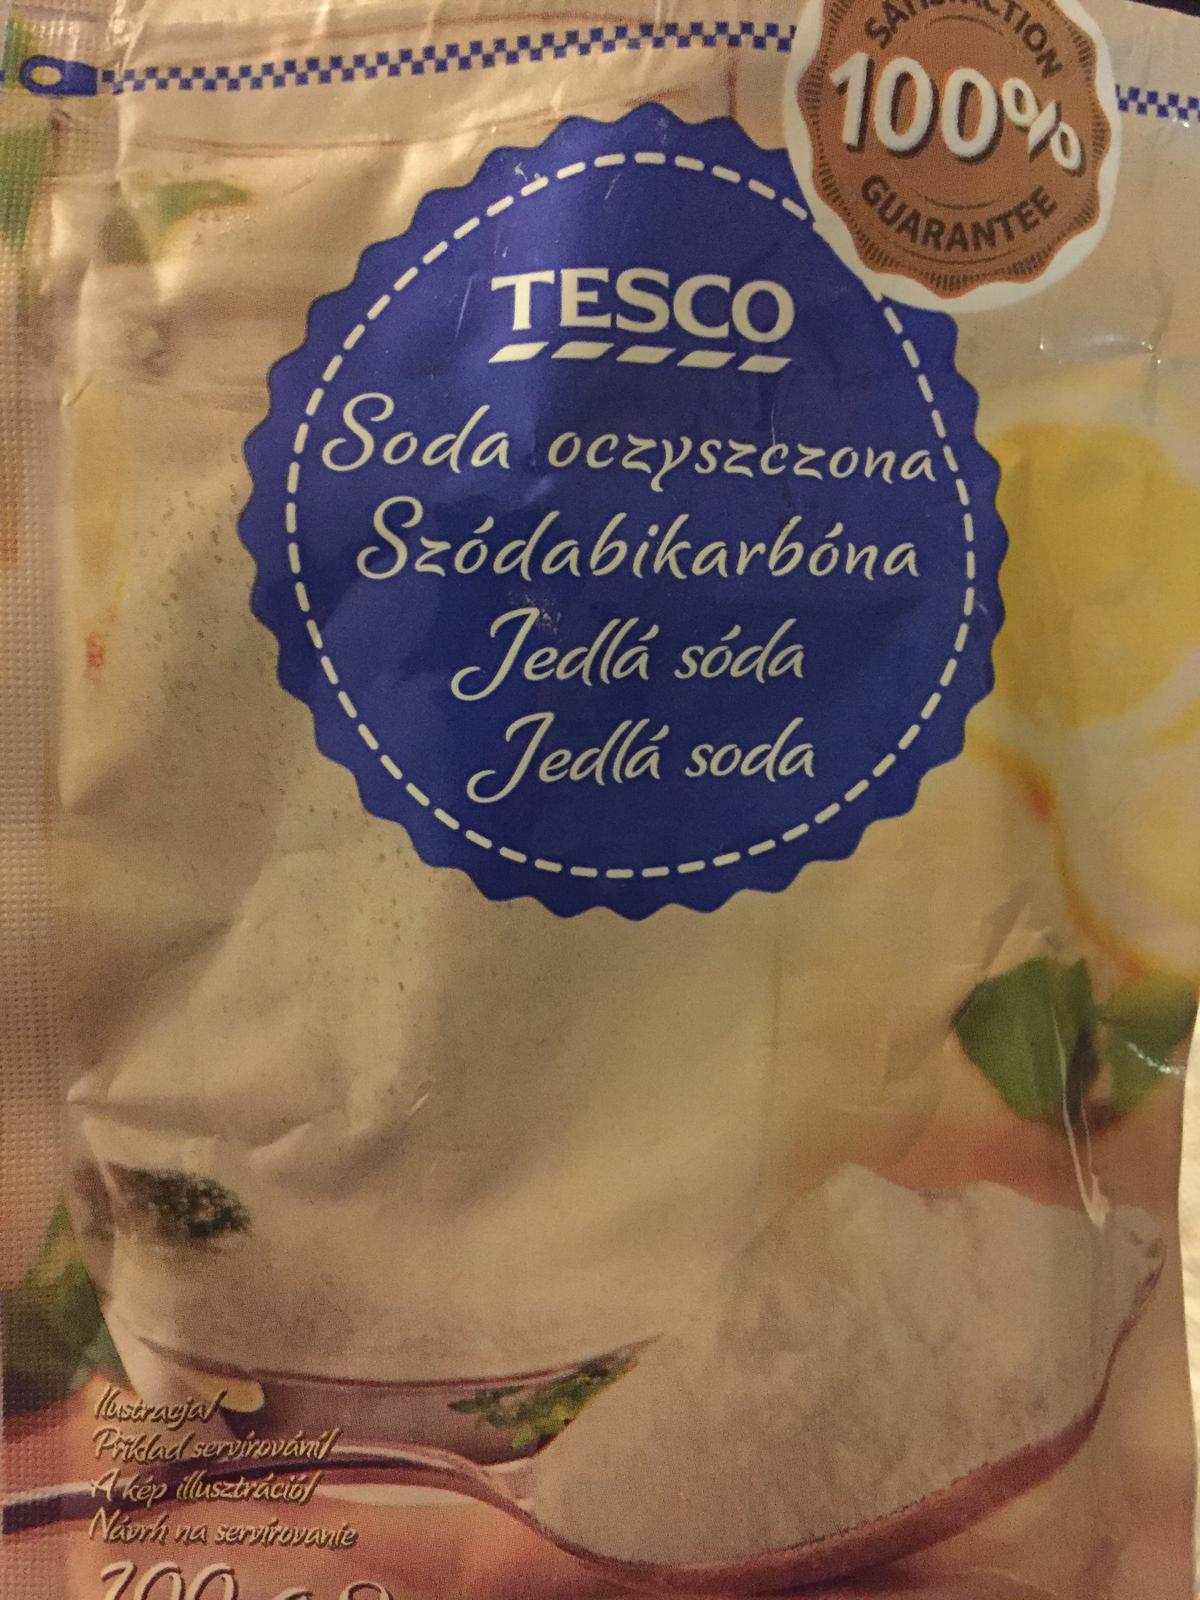 SATISFACTION
100%
GUARANTEE
TESCO
Soda oczyszczona
Szódabikarbóna
Jedlá sóda
Jedlá soda
Ilustracja/
Příklad servírování/
A kép illusztráció/
Návrh na servírovanie
100 g